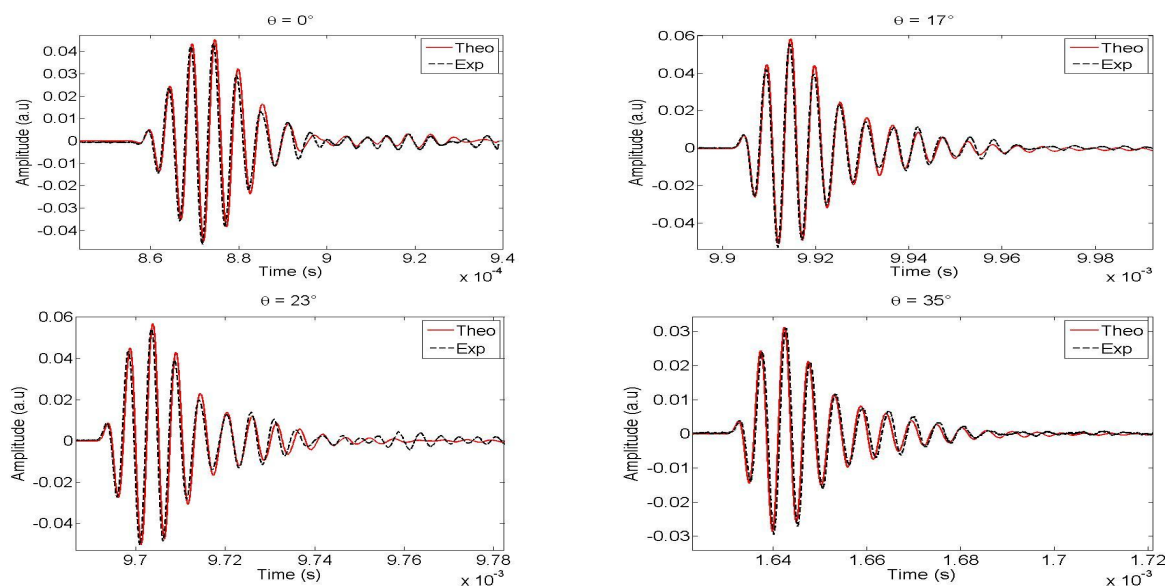 θ = 0°
Amplitude (a.u)
0.04
0.03
0.02
0.01
0
-0.01
-0.02
-0.03
-0.04
8.6
8.8
9
9.2
9.4
Time (s)
x 10⁻⁴
Theo
Exp
θ = 17°
Amplitude (a.u)
0.06
0.04
0.02
0
-0.02
-0.04
9.9
9.92
9.94
9.96
9.98
Time (s)
x 10⁻³
Theo
Exp
θ = 23°
Amplitude (a.u)
0.06
0.04
0.02
0
-0.02
-0.04
9.7
9.72
9.74
9.76
9.78
Time (s)
x 10⁻³
Theo
Exp
θ = 35°
Amplitude (a.u)
0.03
0.02
0.01
0
-0.01
-0.02
-0.03
1.64
1.66
1.68
1.7
1.72
Time (s)
x 10⁻³
Theo
Exp